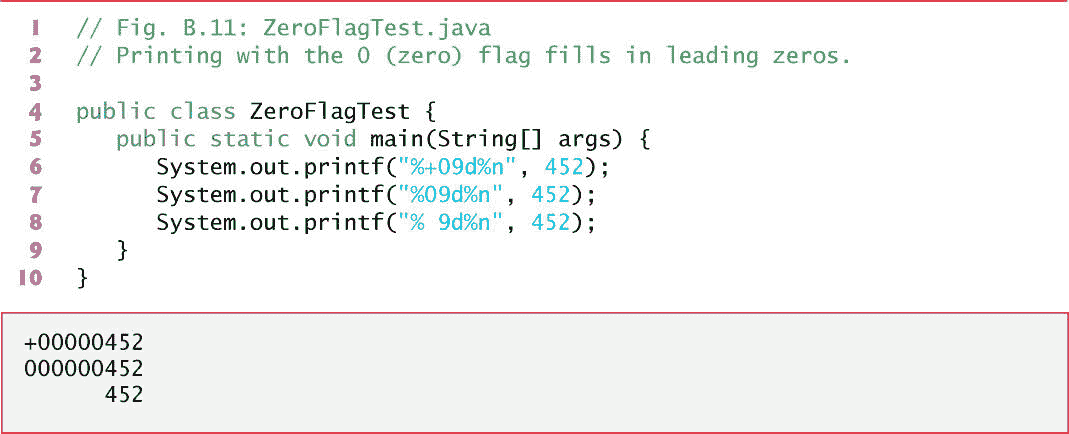 1 // Fig. B.11: ZeroFlagTest.java
2 // Printing with the 0 (zero) flag fills in leading zeros.
3
4 public class ZeroFlagTest {
5    public static void main(String[] args) {
6       System.out.printf("%+09d%n", 452);
7       System.out.printf("%09d%n", 452);
8       System.out.printf("% 9d%n", 452);
9    }
10 }
+00000452
000000452
      452